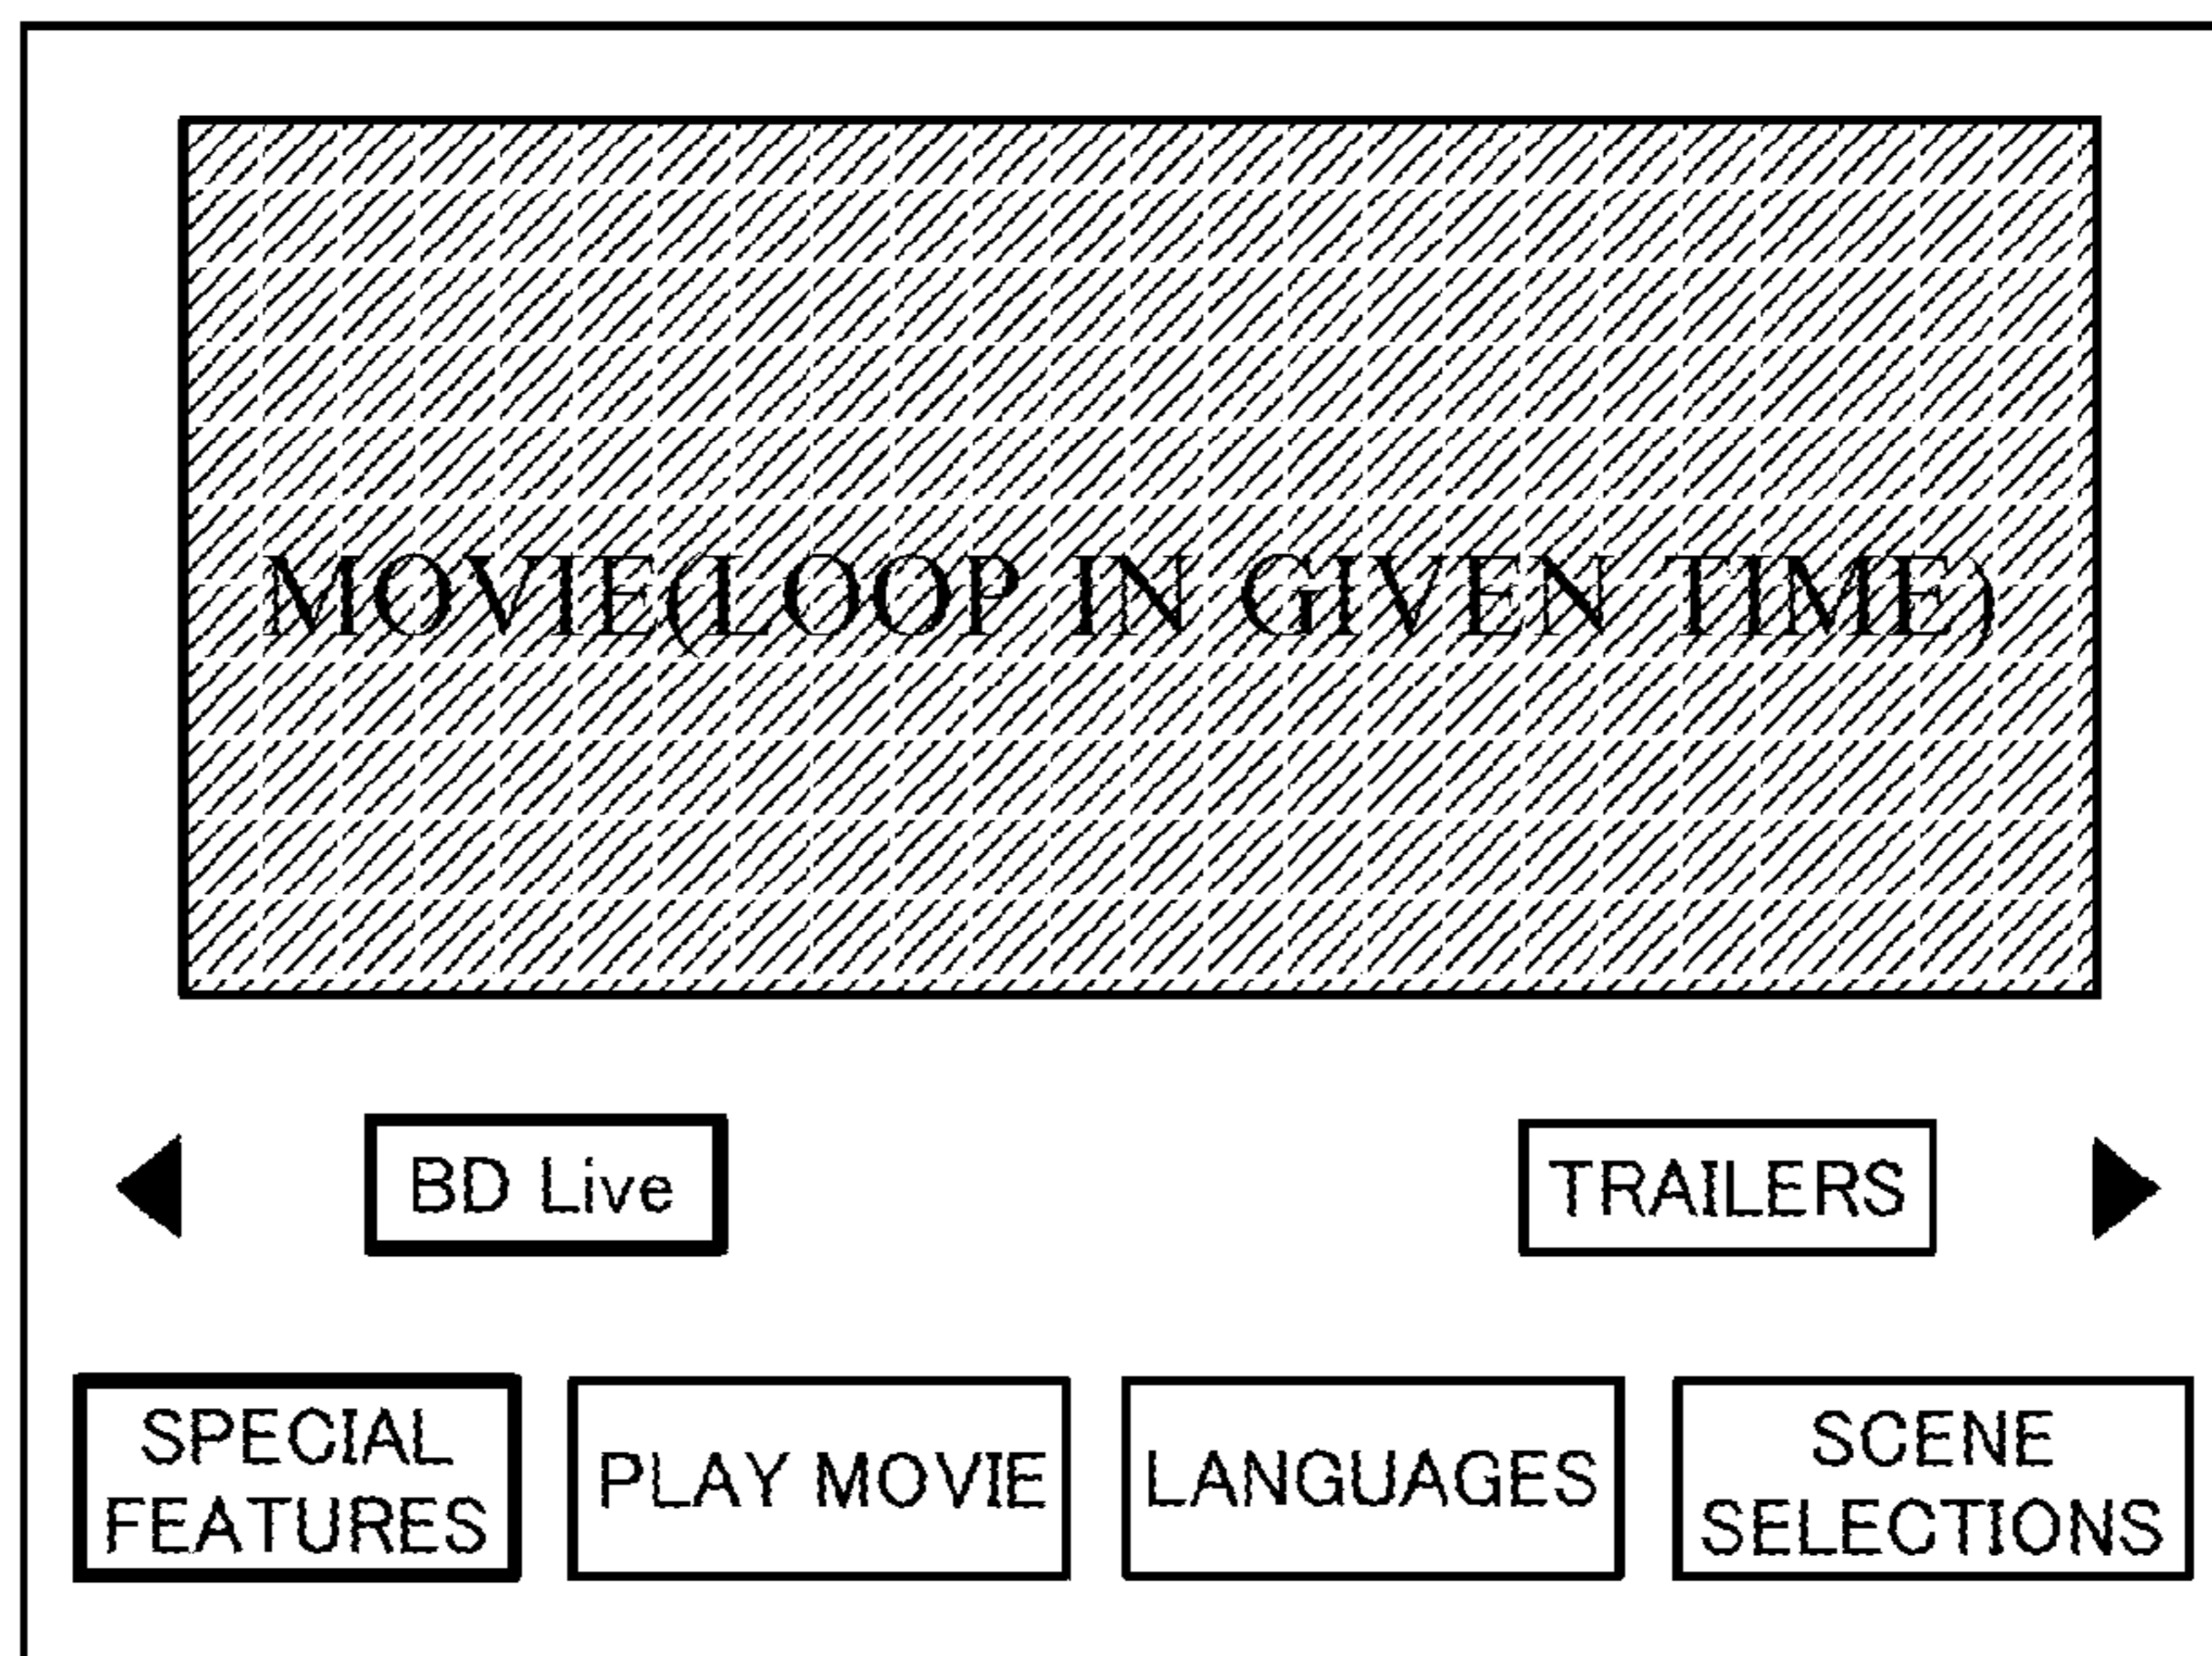 MOVIE(LOOP IN GIVEN TIME)
BD Live
TRAILERS
SPECIAL
FEATURES
PLAY MOVIE
LANGUAGES
SCENE
SELECTIONS